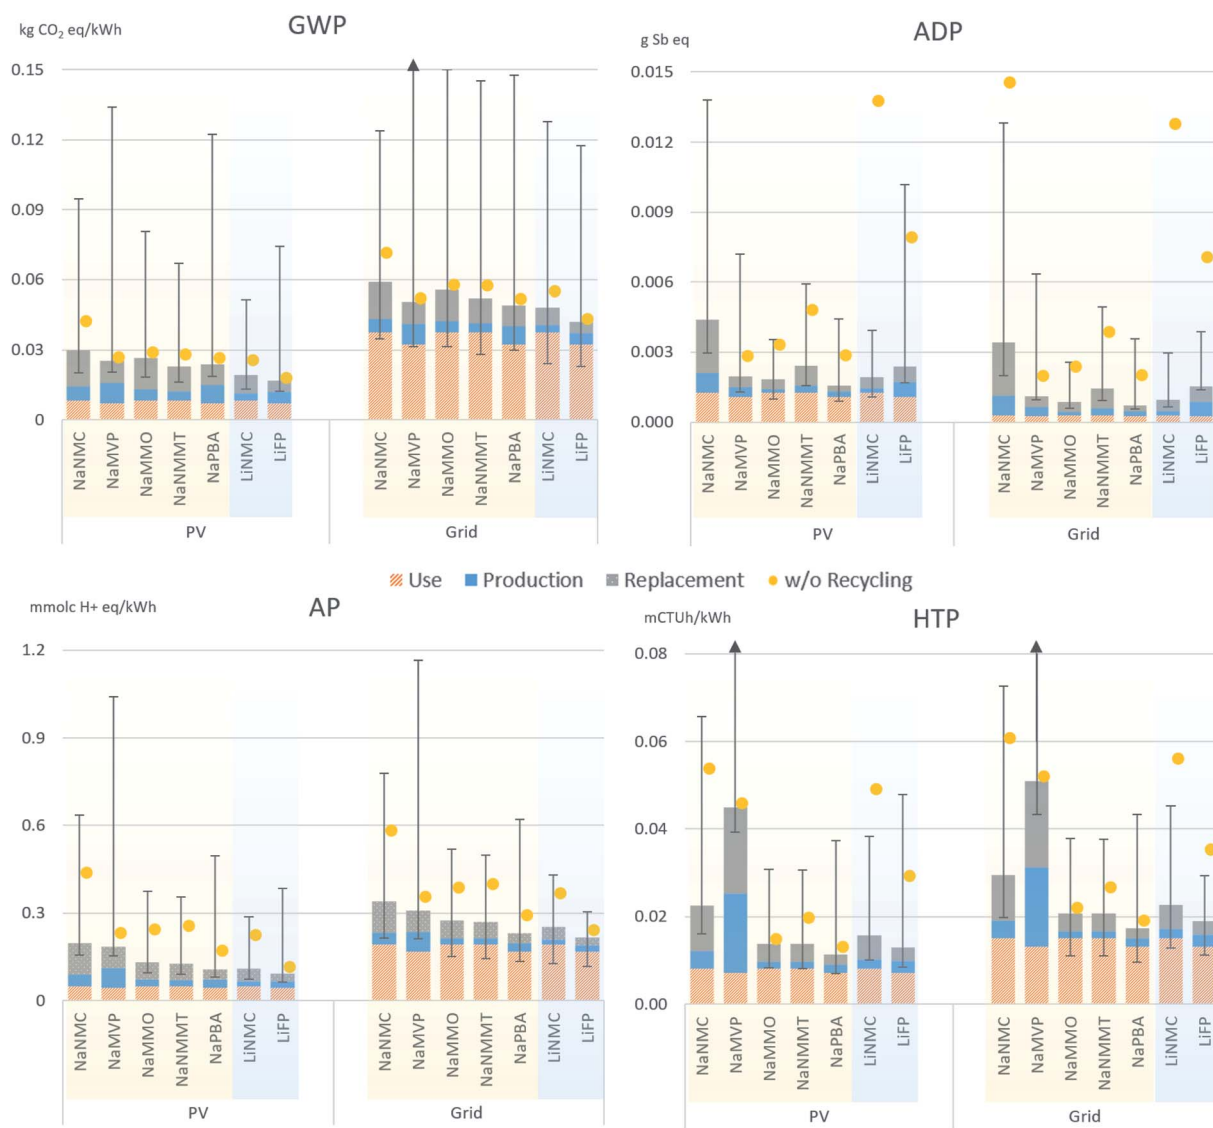 GWP
kg CO₂ eq/kWh
0.15
0.12
0.09
0.06
0.03
0
NaNMC NaMVP NaMMO NaNMMT NaPBA LiNMC LiFP
NaNMC NaMVP NaMMO NaNMMT NaPBA LiNMC LiFP
PV Grid
ADP
g Sb eq
0.015
0.012
0.009
0.006
0.003
0.000
NaNMC NaMVP NaMMO NaNMMT NaPBA LiNMC LiFP
NaNMC NaMVP NaMMO NaNMMT NaPBA LiNMC LiFP
PV Grid
Use Production Replacement w/o Recycling
AP
mmolc H+ eq/kWh
1.2
0.9
0.6
0.3
0
NaNMC NaMVP NaMMO NaNMMT NaPBA LiNMC LiFP
NaNMC NaMVP NaMMO NaNMMT NaPBA LiNMC LiFP
PV Grid
HTP
mCTUh/kWh
0.08
0.06
0.04
0.02
0.00
NaNMC NaMVP NaMMO NaNMMT NaPBA LiNMC LiFP
NaNMC NaMVP NaMMO NaNMMT NaPBA LiNMC LiFP
PV Grid